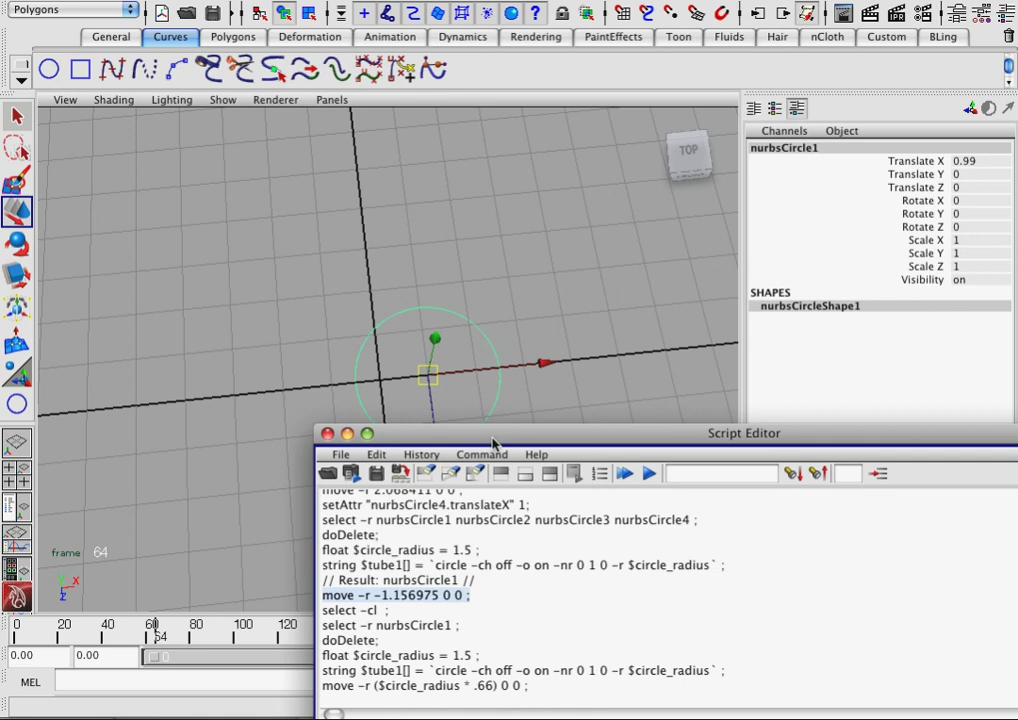 Polygons
General Curves Polygons Deformation Animation Dynamics Rendering PaintEffects Toon Fluids Hair nCloth Custom BLing
View Shading Lighting Show Renderer Panels
TOP
Channels Object
nurbsCircle1
Translate X 0.99
Translate Y 0
Translate Z 0
Rotate X 0
Rotate Y 0
Rotate Z 0
Scale X 1
Scale Y 1
Scale Z 1
Visibility on
SHAPES
nurbsCircleShape1
Script Editor
File Edit History Command Help
move -r 2.068411 0 0 ;
setAttr "nurbsCircle4.translateX" 1;
select -r nurbsCircle1 nurbsCircle2 nurbsCircle3 nurbsCircle4 ;
doDelete;
float $circle_radius = 1.5 ;
string $tube1[] = `circle -ch off -o on -nr 0 1 0 -r $circle_radius` ;
// Result: nurbsCircle1 //
move -r -1.156975 0 0 ;
select -cl  ;
select -r nurbsCircle1 ;
doDelete;
float $circle_radius = 1.5 ;
string $tube1[] = `circle -ch off -o on -nr 0 1 0 -r $circle_radius` ;
move -r ($circle_radius * .66) 0 0 ;
frame 64
Y X
Z
0 20 40 60 80 100 120
64
0.00 0.00
MEL